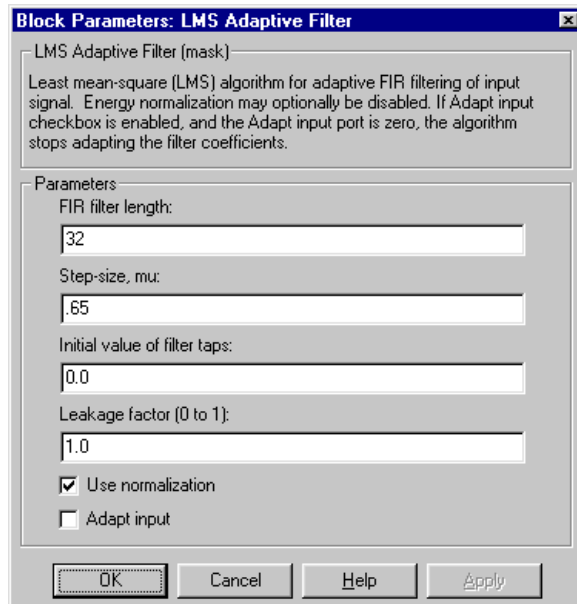 Block Parameters: LMS Adaptive Filter
LMS Adaptive Filter (mask)
Least mean-square (LMS) algorithm for adaptive FIR filtering of input
signal.  Energy normalization may optionally be disabled. If Adapt input
checkbox is enabled, and the Adapt input port is zero, the algorithm
stops adapting the filter coefficients.
Parameters
FIR filter length:
32
Step-size, mu:
.65
Initial value of filter taps:
0.0
Leakage factor (0 to 1):
1.0
Use normalization
Adapt input
OK Cancel Help Apply